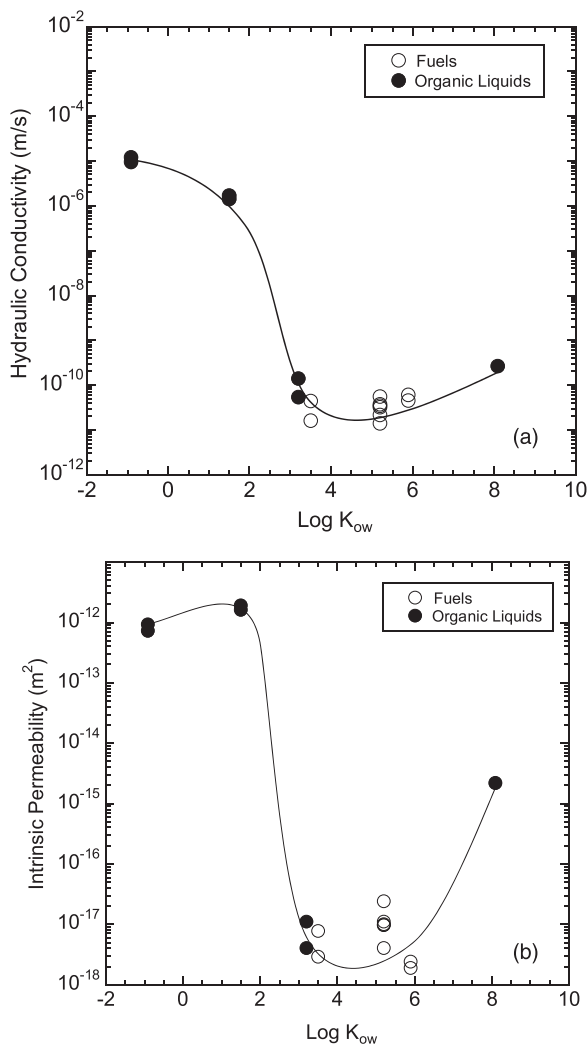 10^-2
Fuels
Organic Liquids
10^-4
10^-6
10^-8
10^-10
10^-12
Hydraulic Conductivity (m/s)
(a)
-2 0 2 4 6 8 10
Log K_ow
Fuels
Organic Liquids
10^-12
10^-13
10^-14
10^-15
10^-16
10^-17
10^-18
Intrinsic Permeability (m^2)
(b)
-2 0 2 4 6 8 10
Log K_ow